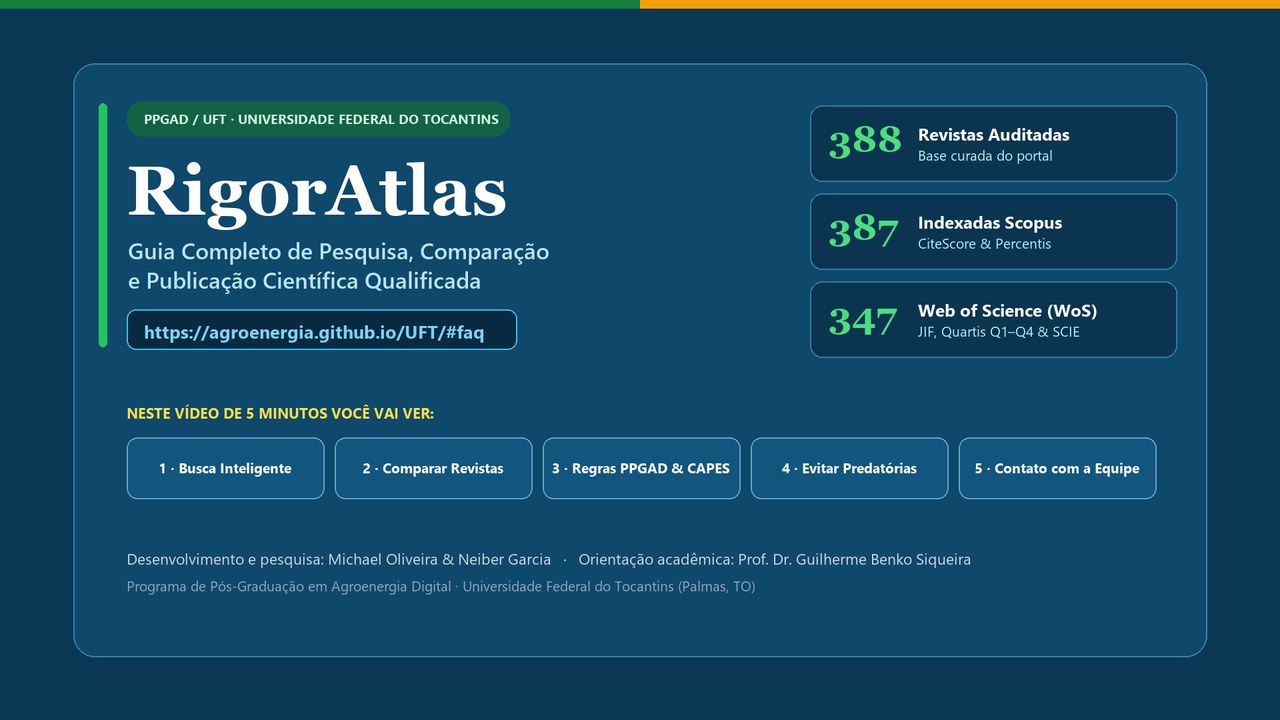 PPGAD / UFT · UNIVERSIDADE FEDERAL DO TOCANTINS
RigorAtlas
Guia Completo de Pesquisa, Comparação
e Publicação Científica Qualificada
https://agroenergia.github.io/UFT/#faq
388
Revistas Auditadas
Base curada do portal
387
Indexadas Scopus
CiteScore & Percentis
347
Web of Science (WoS)
JIF, Quartis Q1–Q4 & SCIE
NESTE VÍDEO DE 5 MINUTOS VOCÊ VAI VER:
1 · Busca Inteligente
2 · Comparar Revistas
3 · Regras PPGAD & CAPES
4 · Evitar Predatórias
5 · Contato com a Equipe
Desenvolvimento e pesquisa: Michael Oliveira & Neiber Garcia · Orientação acadêmica: Prof. Dr. Guilherme Benko Siqueira
Programa de Pós-Graduação em Agroenergia Digital · Universidade Federal do Tocantins (Palmas, TO)